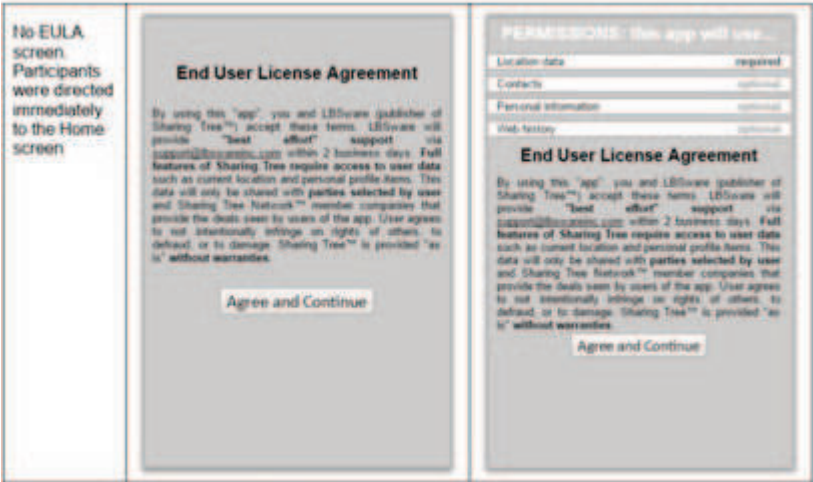 No EULA
screen.
Participants
were directed
immediately
to the Home
screen
End User License Agreement
By using this "app", you and LBSware (publisher of
Sharing Tree™) accept these terms. LBSware will
provide "best effort" support via
within 2 business days. Full
features of Sharing Tree require access to user data
such as current location and personal profile items. This
data will only be shared with parties selected by user
and Sharing Tree Network™ member companies that
provide the deals seen by users of the app. User agrees
to not intentionally infringe on rights of others, to
defraud, or to damage. Sharing Tree™ is provided "as
is" without warranties.
Agree and Continue
PERMISSIONS: this app will use...
Location data required
Contacts optional
Personal information optional
Web history optional
End User License Agreement
By using this "app", you and LBSware (publisher of
Sharing Tree™) accept these terms. LBSware will
provide "best effort" support via
within 2 business days. Full
features of Sharing Tree require access to user data
such as current location and personal profile items. This
data will only be shared with parties selected by user
and Sharing Tree Network™ member companies that
provide the deals seen by users of the app. User agrees
to not intentionally infringe on rights of others, to
defraud, or to damage. Sharing Tree™ is provided "as
is" without warranties.
Agree and Continue